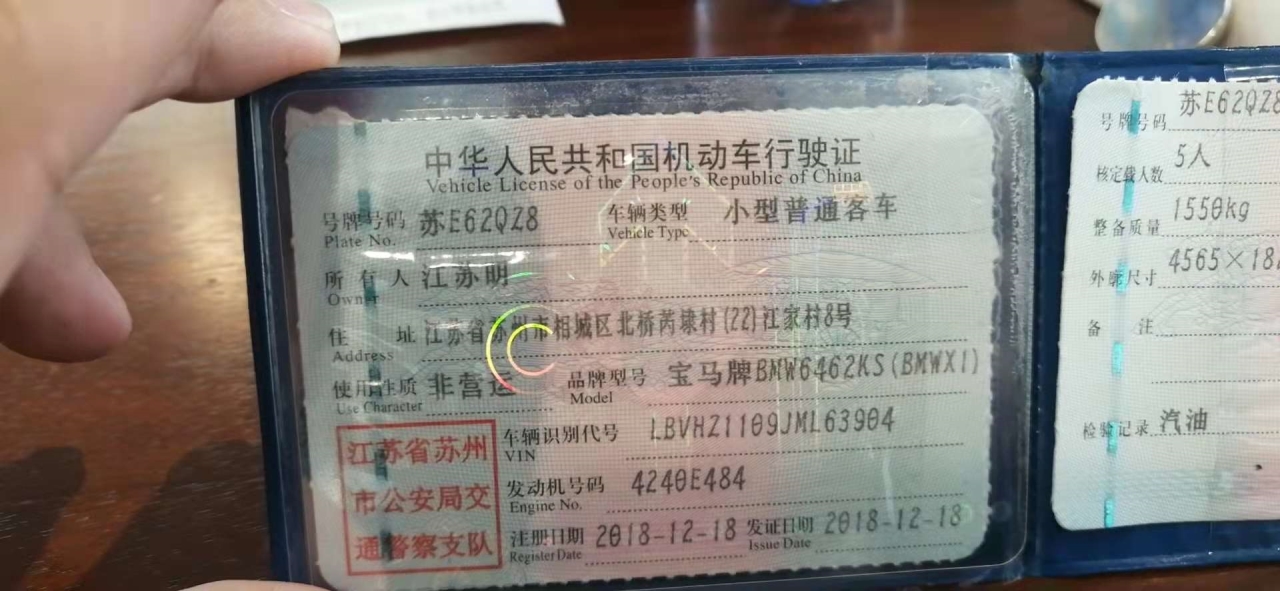 中华人民共和国机动车行驶证
Vehicle License of the People's Republic of China
号牌号码 苏E62QZ8 车辆类型 小型普通客车
Plate No. Vehicle Type
所有人 江苏明
Owner
住址 江苏省苏州市相城区北桥芮埭村(22)江家村8号
Address
使用性质 非营运 品牌型号 宝马牌BMW6462KS(BMWX1)
Use Character Model
车辆识别代号 LBVHZ1109JML63904
VIN
发动机号码 4240E484
Engine No.
注册日期 2018-12-18 发证日期 2018-12-18
Register Date Issue Date
江苏省苏州
市公安局交
通警察支队
号牌号码 苏E62QZ8
核定载人数 5人
整备质量 1550kg
外廓尺寸 4565×182
备注
检验记录 汽油